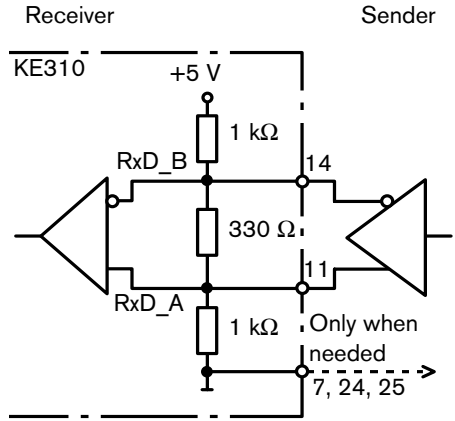 Receiver
Sender
KE310
+5 V
1 kΩ
RxD_B
14
330 Ω
11
RxD_A
1 kΩ
Only when
needed
7, 24, 25